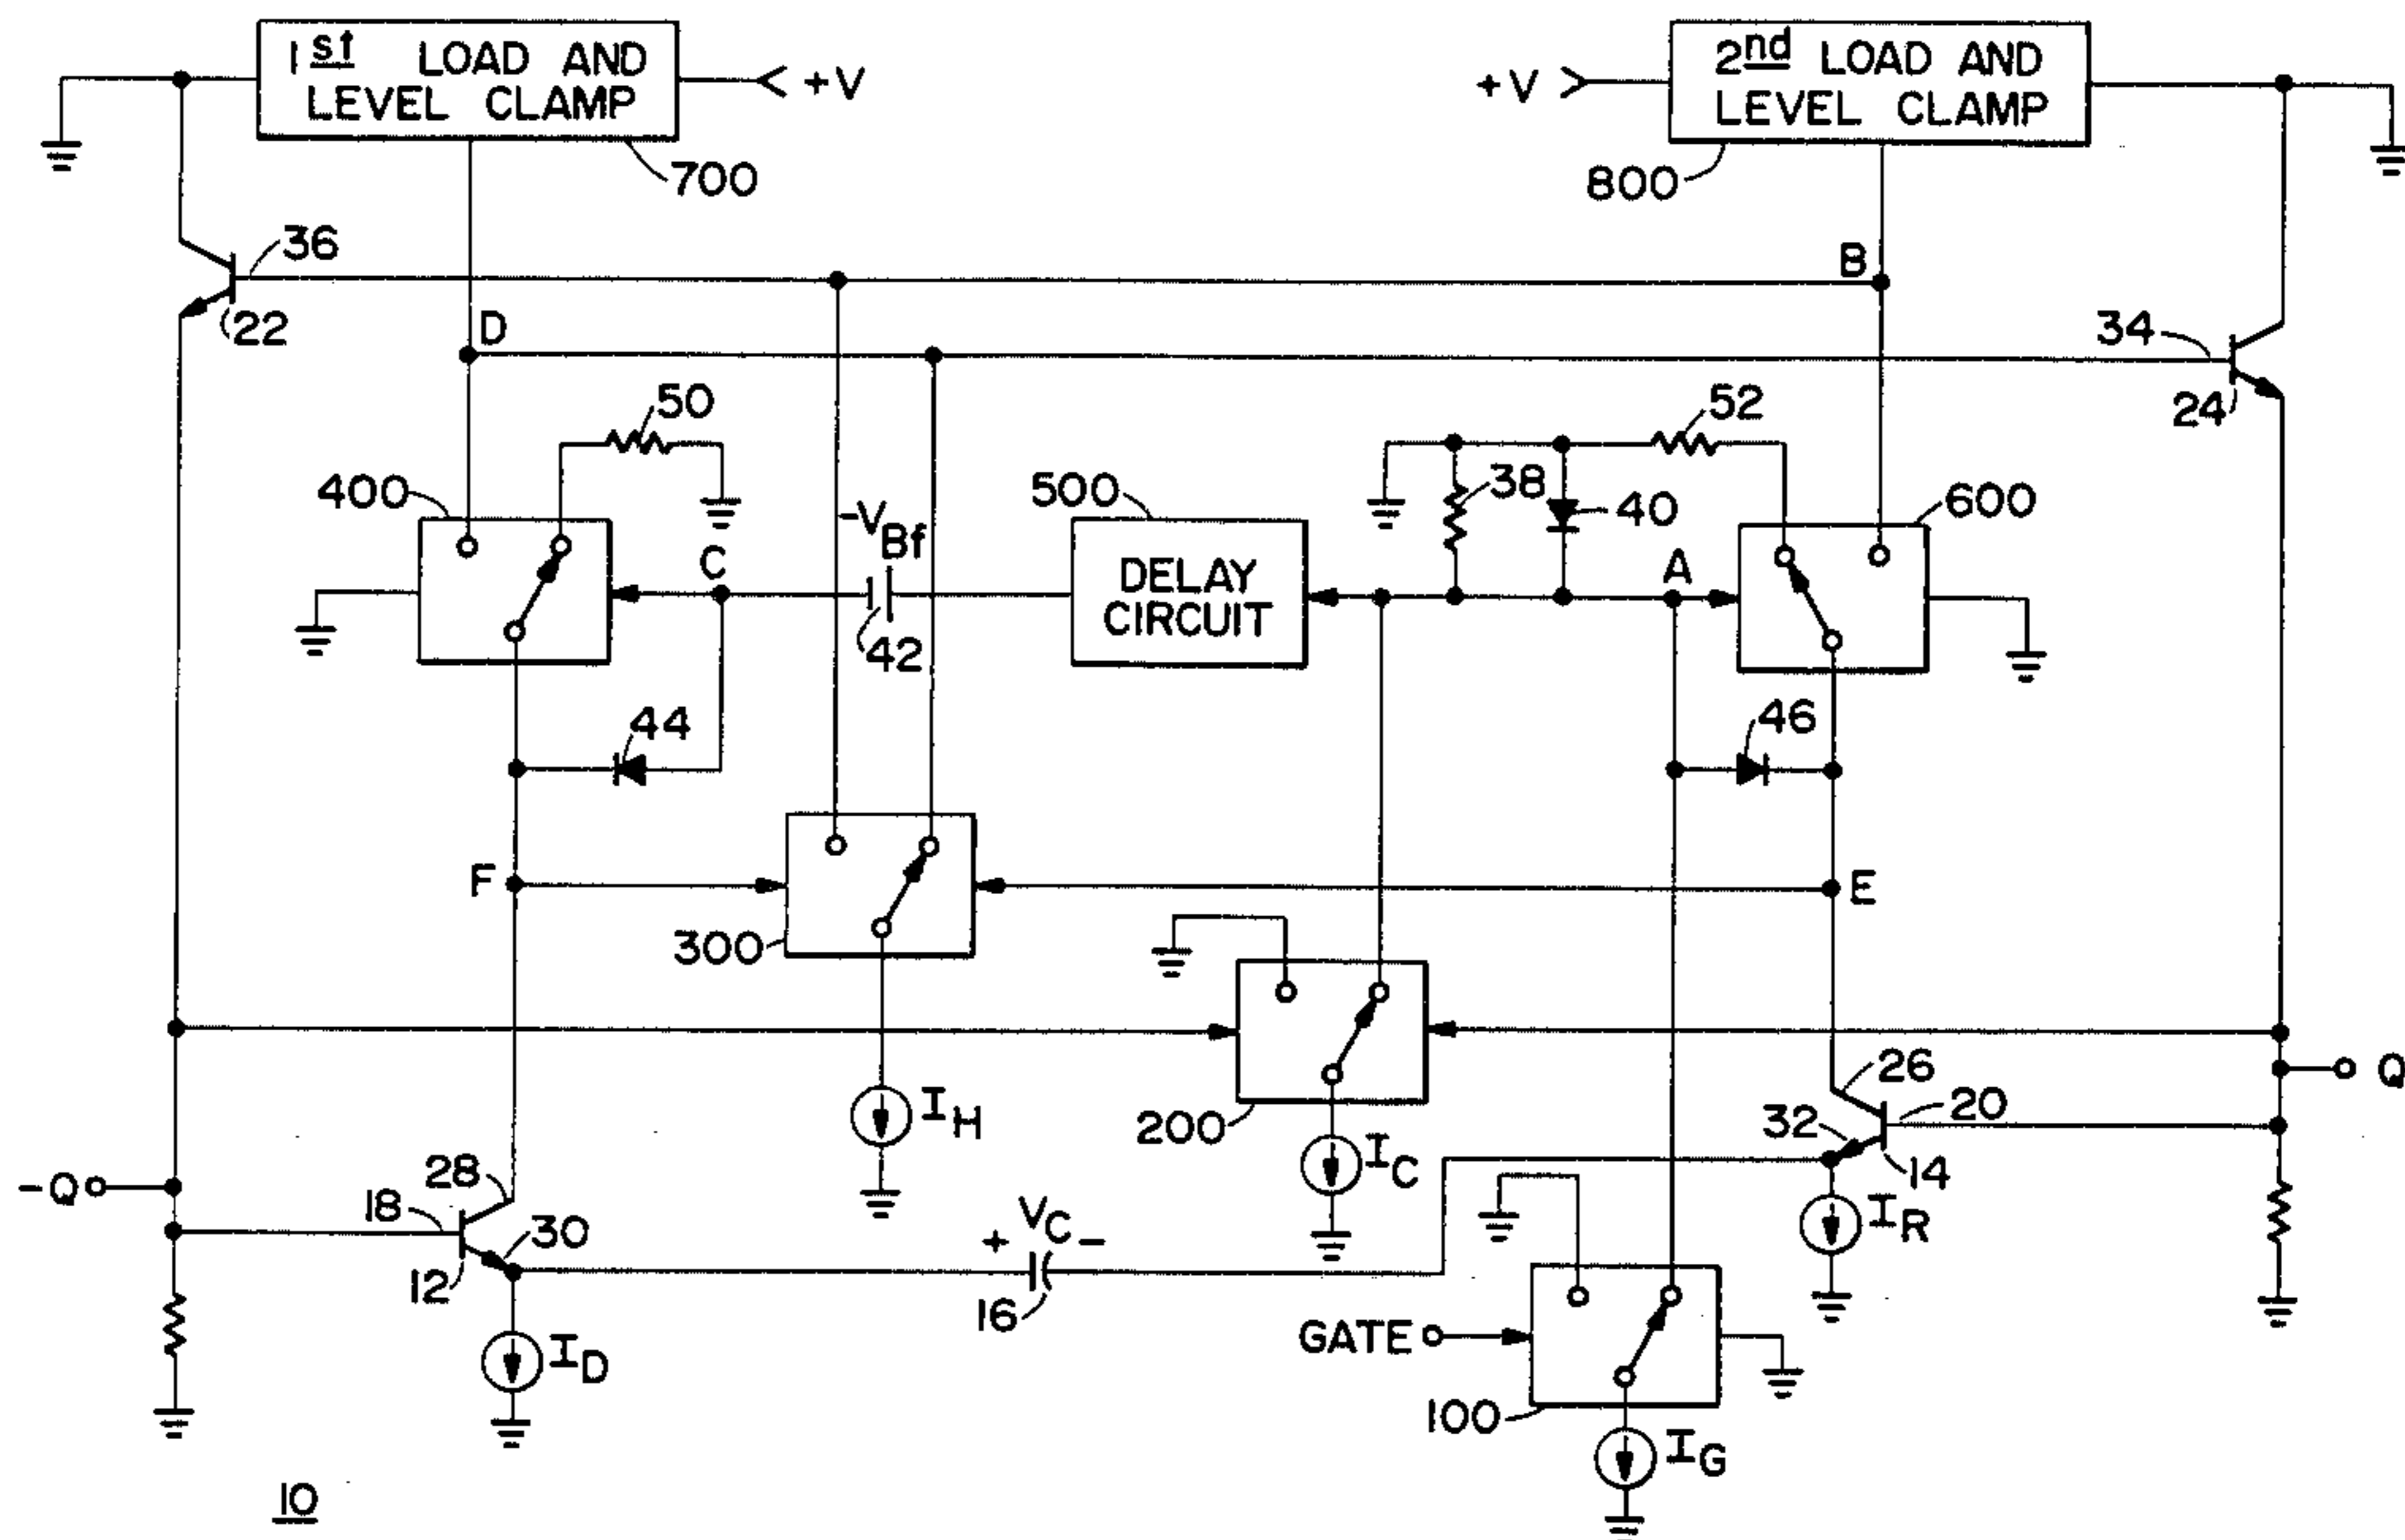 1st LOAD AND
LEVEL CLAMP
+V
700
+V
2nd LOAD AND
LEVEL CLAMP
800
36
22
B
D
34
24
50
52
400
-VBf
500
38
40
600
C
DELAY
CIRCUIT
A
42
44
46
F
E
300
IH
200
IC
26
20
32
14
Q
-Q
28
18
30
12
+ VC -
16
IR
GATE
ID
100
IG
10